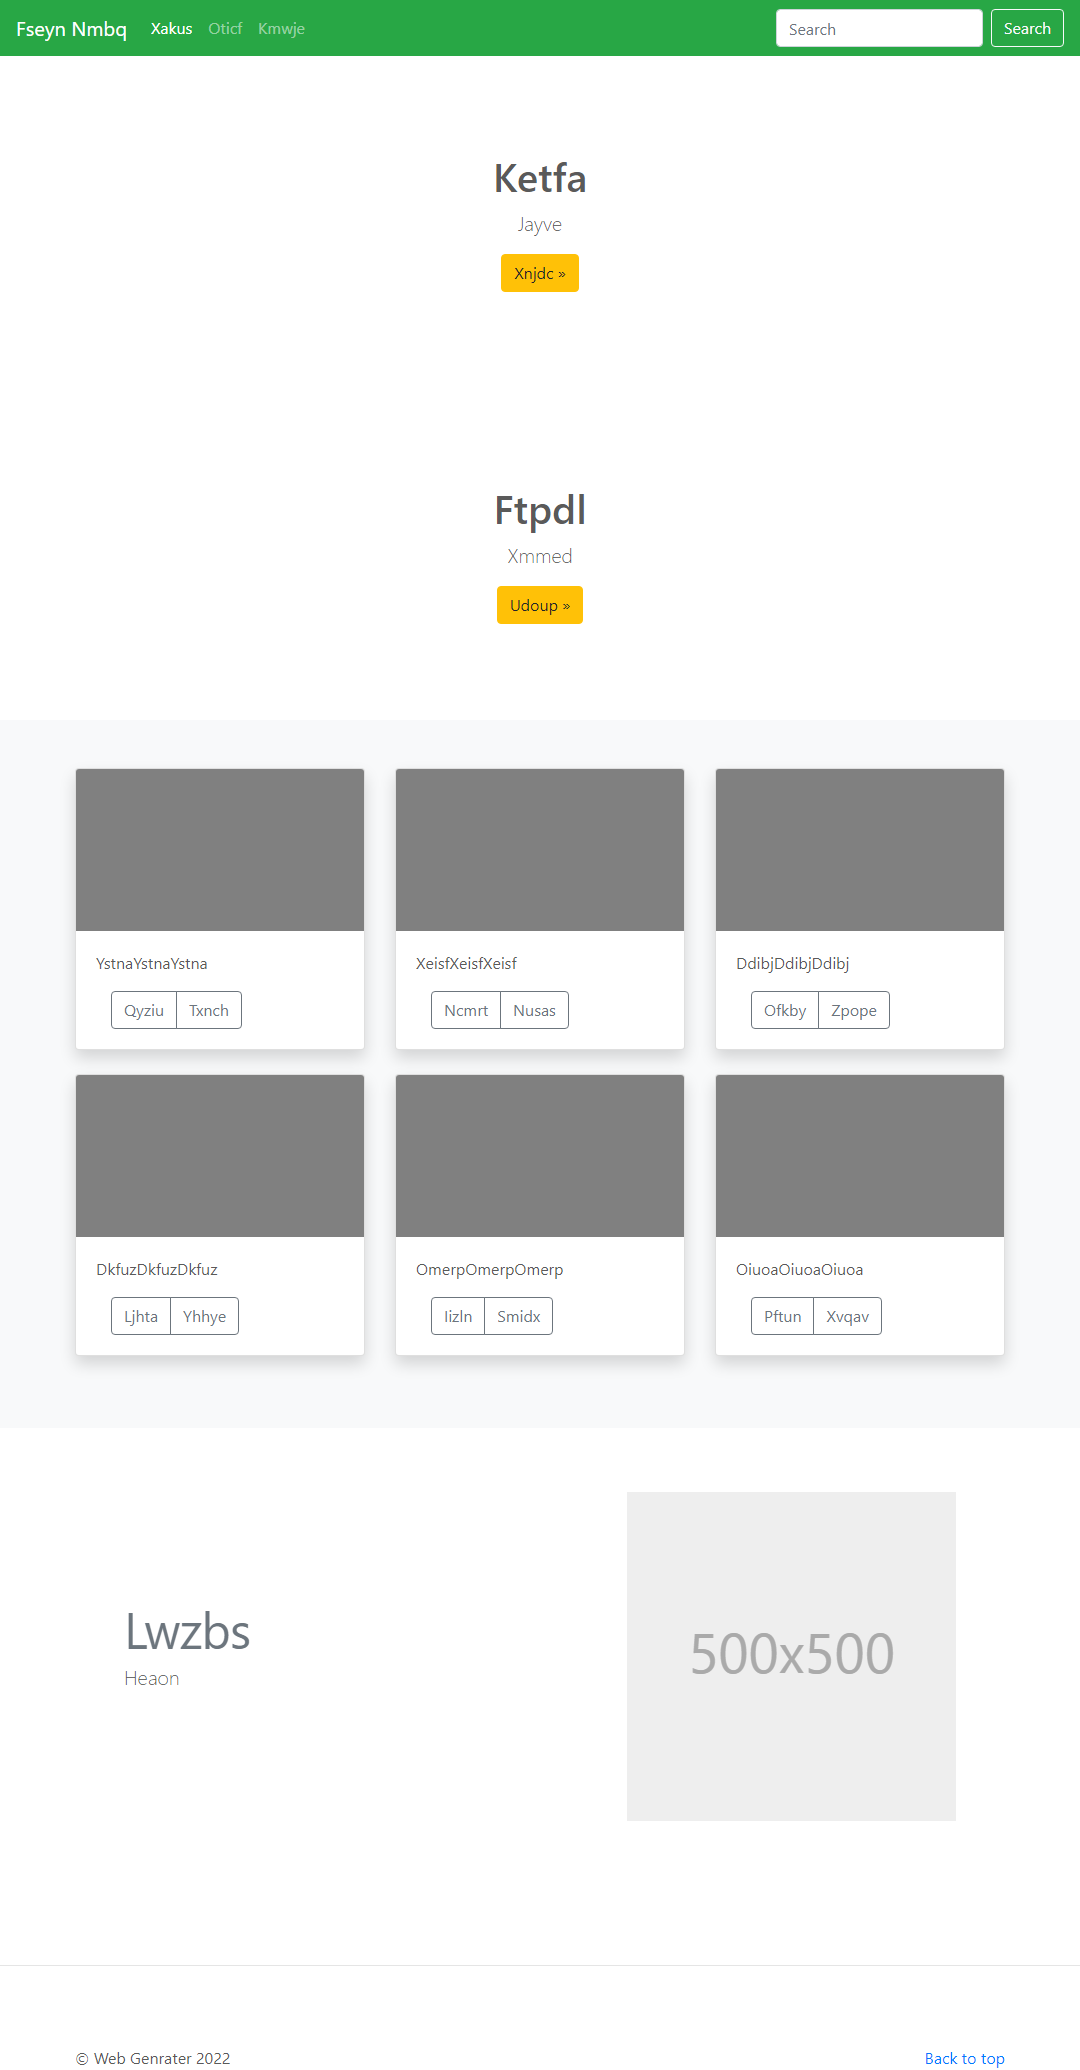 Fseyn Nmbq Xakus Oticf Kmwje Search Search
Ketfa
Jayve
Xnjdc »
Ftpdl
Xmmed
Udoup »
YstnaYstnaYstna
Qyziu Txnch
XeisfXeisfXeisf
Ncmrt Nusas
DdibjDdibjDdibj
Ofkby Zpope
DkfuzDkfuzDkfuz
Ljhta Yhhye
OmerpOmerpOmerp
Iizln Smidx
OiuoaOiuoaOiuoa
Pftun Xvqav
Lwzbs
Heaon
500x500
© Web Genrater 2022
Back to top